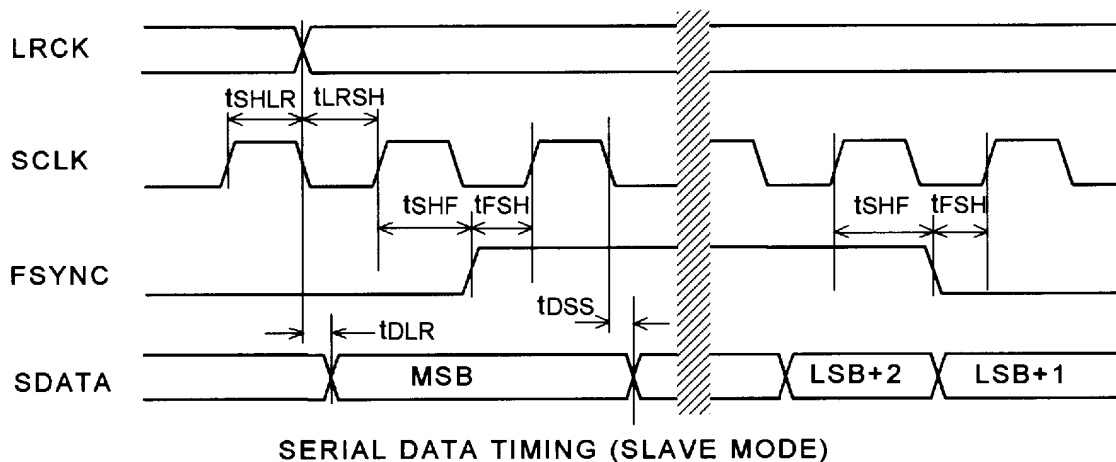 LRCK
tSHLR tLRSH
SCLK
tSHF tFSH tSHF tFSH
FSYNC
tDLR tDSS
SDATA MSB LSB+2 LSB+1
SERIAL DATA TIMING (SLAVE MODE)